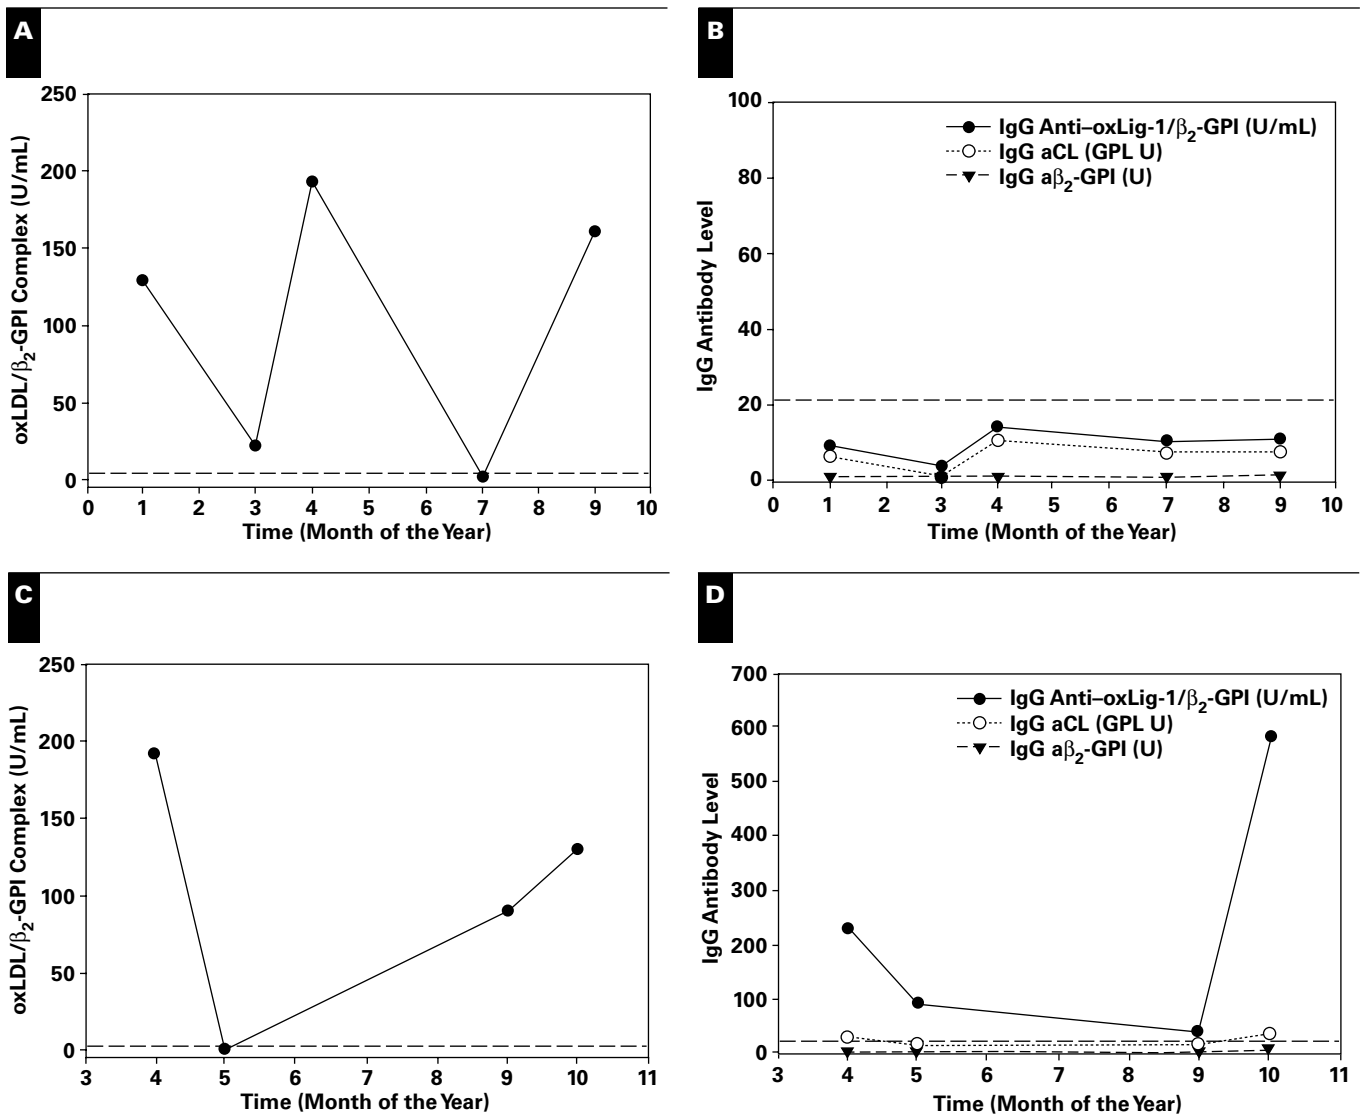 A
oxLDL/β2-GPI Complex (U/mL)
250
200
150
100
50
0
0 1 2 3 4 5 6 7 8 9 10
Time (Month of the Year)
B
IgG Antibody Level
100
80
60
40
20
0
IgG Anti–oxLig-1/β2-GPI (U/mL)
IgG aCL (GPL U)
IgG aβ2-GPI (U)
0 1 2 3 4 5 6 7 8 9 10
Time (Month of the Year)
C
oxLDL/β2-GPI Complex (U/mL)
250
200
150
100
50
0
3 4 5 6 7 8 9 10 11
Time (Month of the Year)
D
IgG Antibody Level
700
600
500
400
300
200
100
0
IgG Anti–oxLig-1/β2-GPI (U/mL)
IgG aCL (GPL U)
IgG aβ2-GPI (U)
3 4 5 6 7 8 9 10 11
Time (Month of the Year)